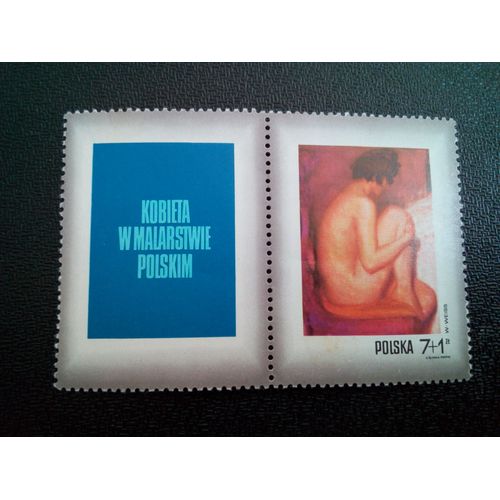 KOBIETA
W MALARSTWIE
POLSKIM
W WEISS
POLSKA 7+1 zł